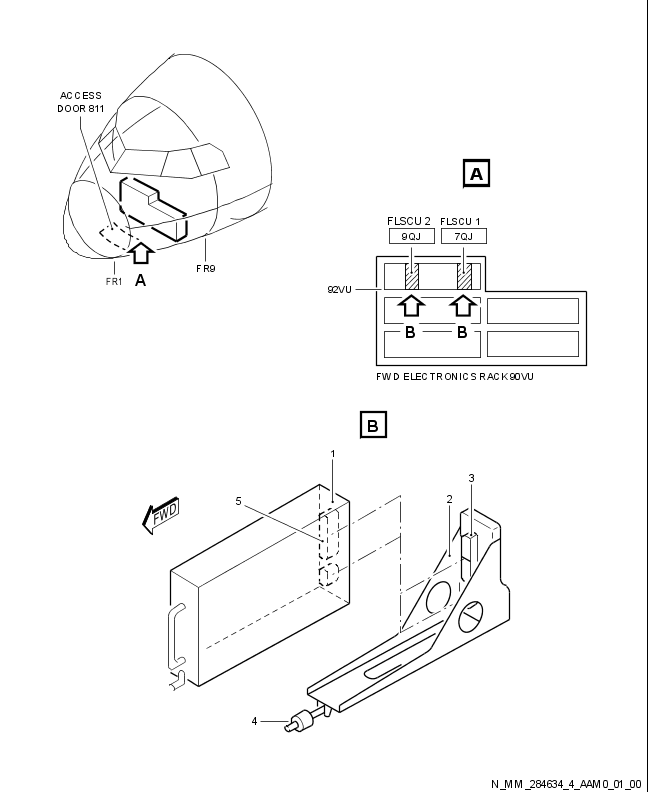 ACCESS
DOOR 811
FR1
A
FR9
A
FLSCU 2
FLSCU 1
9QJ
7QJ
92VU
B
B
FWD ELECTRONICS RACK 90VU
B
1
5
FWD
3
2
4
N_MM_284634_4_AAM0_01_00